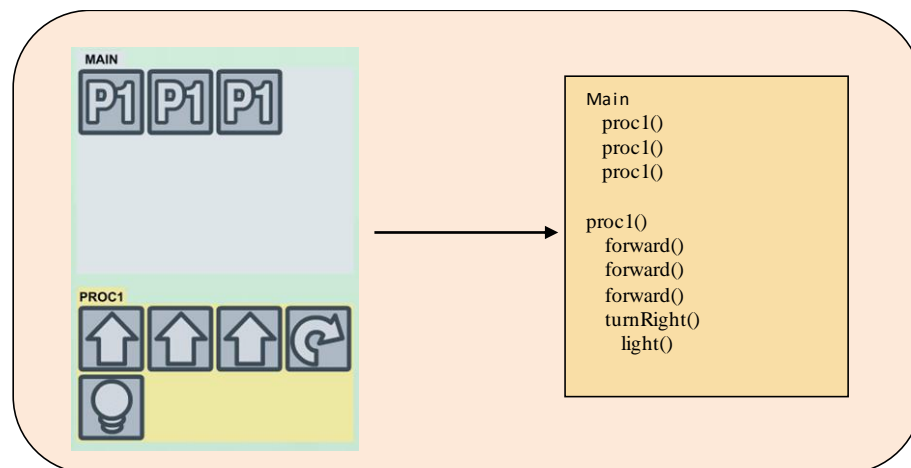 MAIN
P1 P1 P1
PROC1
Main
proc1()
proc1()
proc1()
proc1()
forward()
forward()
forward()
turnRight()
light()